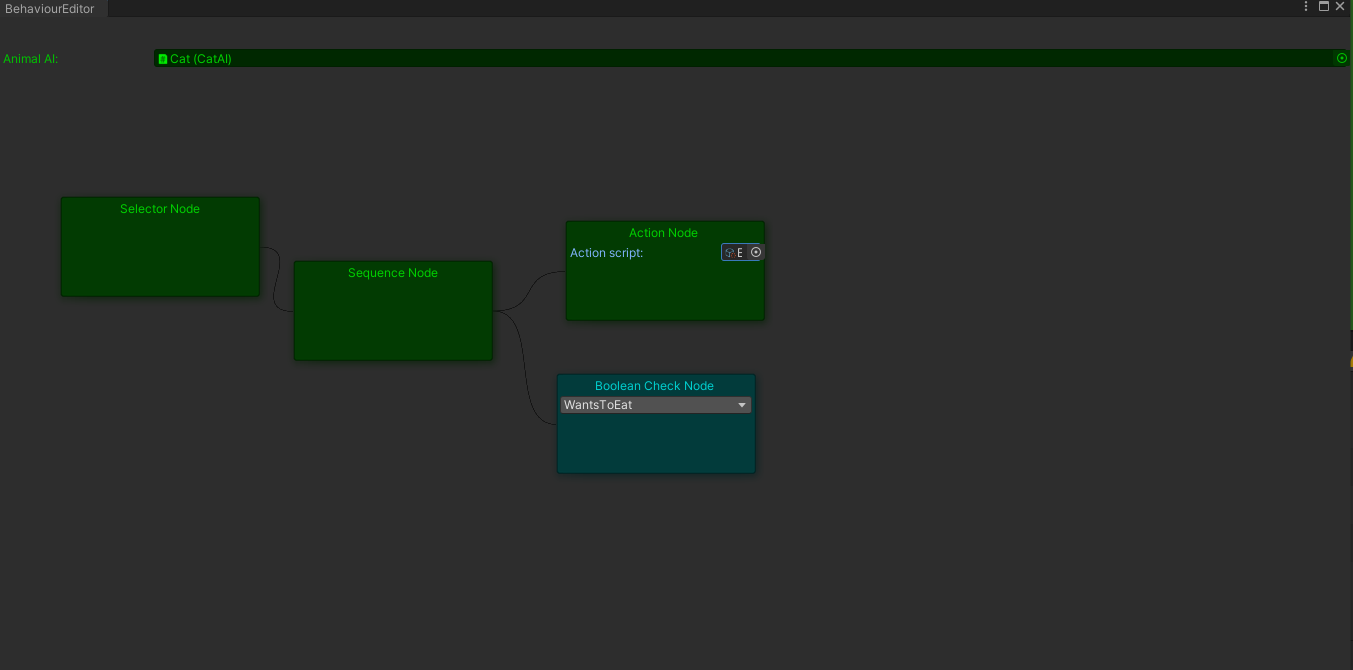 BehaviourEditor
Animal AI:
Cat (CatAI)
Selector Node
Sequence Node
Action Node
Action script:
E
Boolean Check Node
WantsToEat